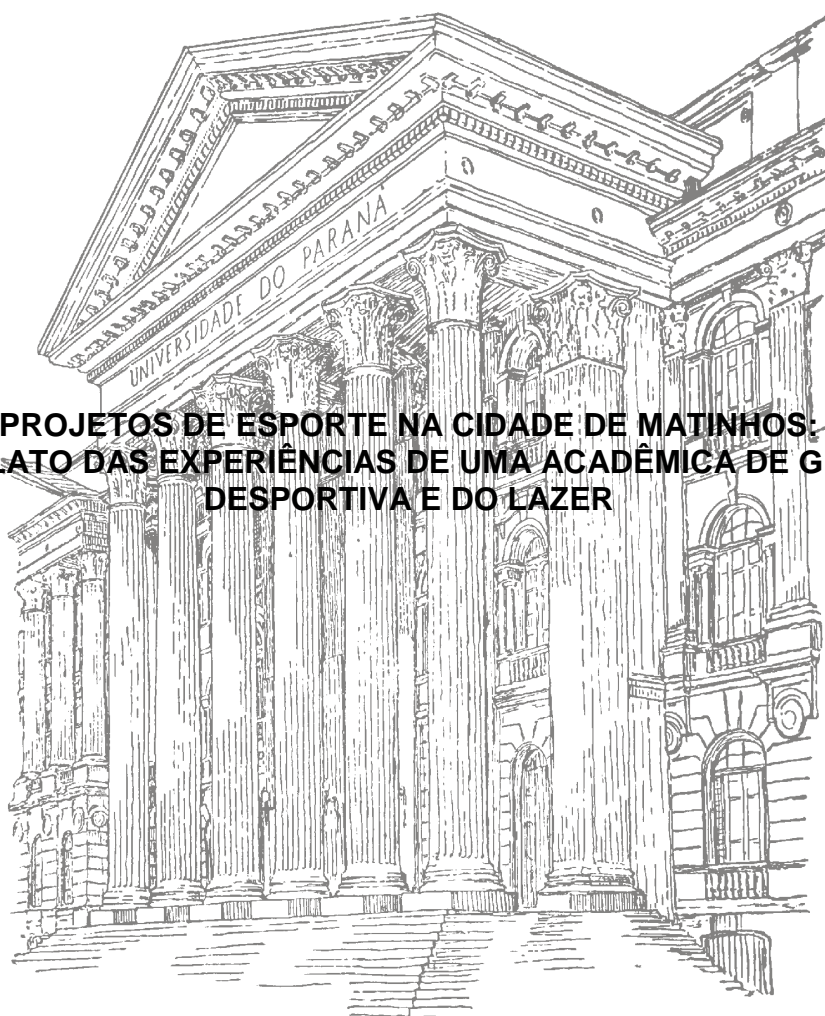 UNIVERSIDADE DO PARANÁ
PROJETOS DE ESPORTE NA CIDADE DE MATINHOS:
LATO DAS EXPERIÊNCIAS DE UMA ACADÊMICA DE G
DESPORTIVA E DO LAZER